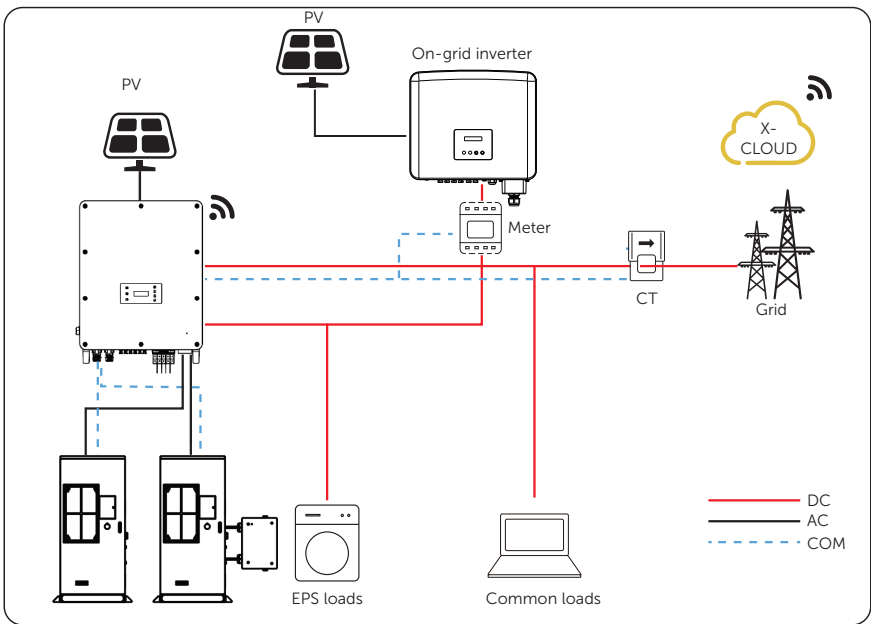 PV
On-grid inverter
PV
X-
CLOUD
Meter
CT
Grid
DC
AC
COM
EPS loads
Common loads